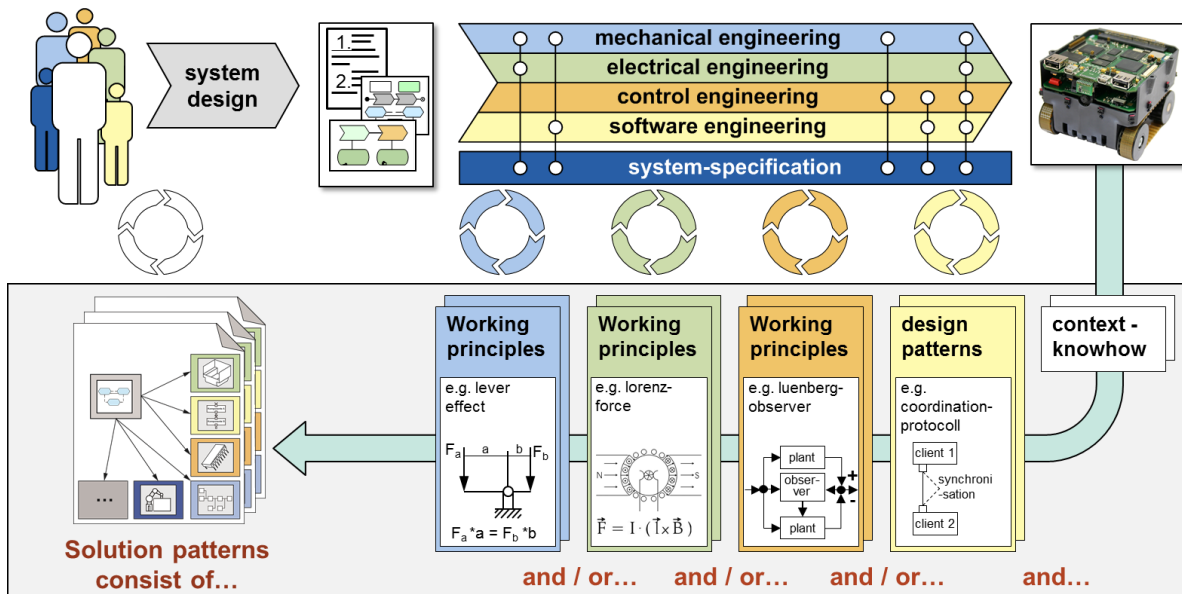 system
design
1.
2.
mechanical engineering
electrical engineering
control engineering
software engineering
system-specification
Working
principles
e.g. lever
effect
Fa
a
b
Fb
Fa *a = Fb *b
Working
principles
e.g. lorenz-
force
N
S
F⃗ = I · (l⃗ x B⃗)
Working
principles
e.g. luenberg-
observer
plant
obser-
ver
plant
+
-
design
patterns
e.g.
coordination-
protocoll
client 1
synchroni
-sation
client 2
context -
knowhow
...
Solution patterns
consist of...
and / or...
and / or...
and / or...
and...